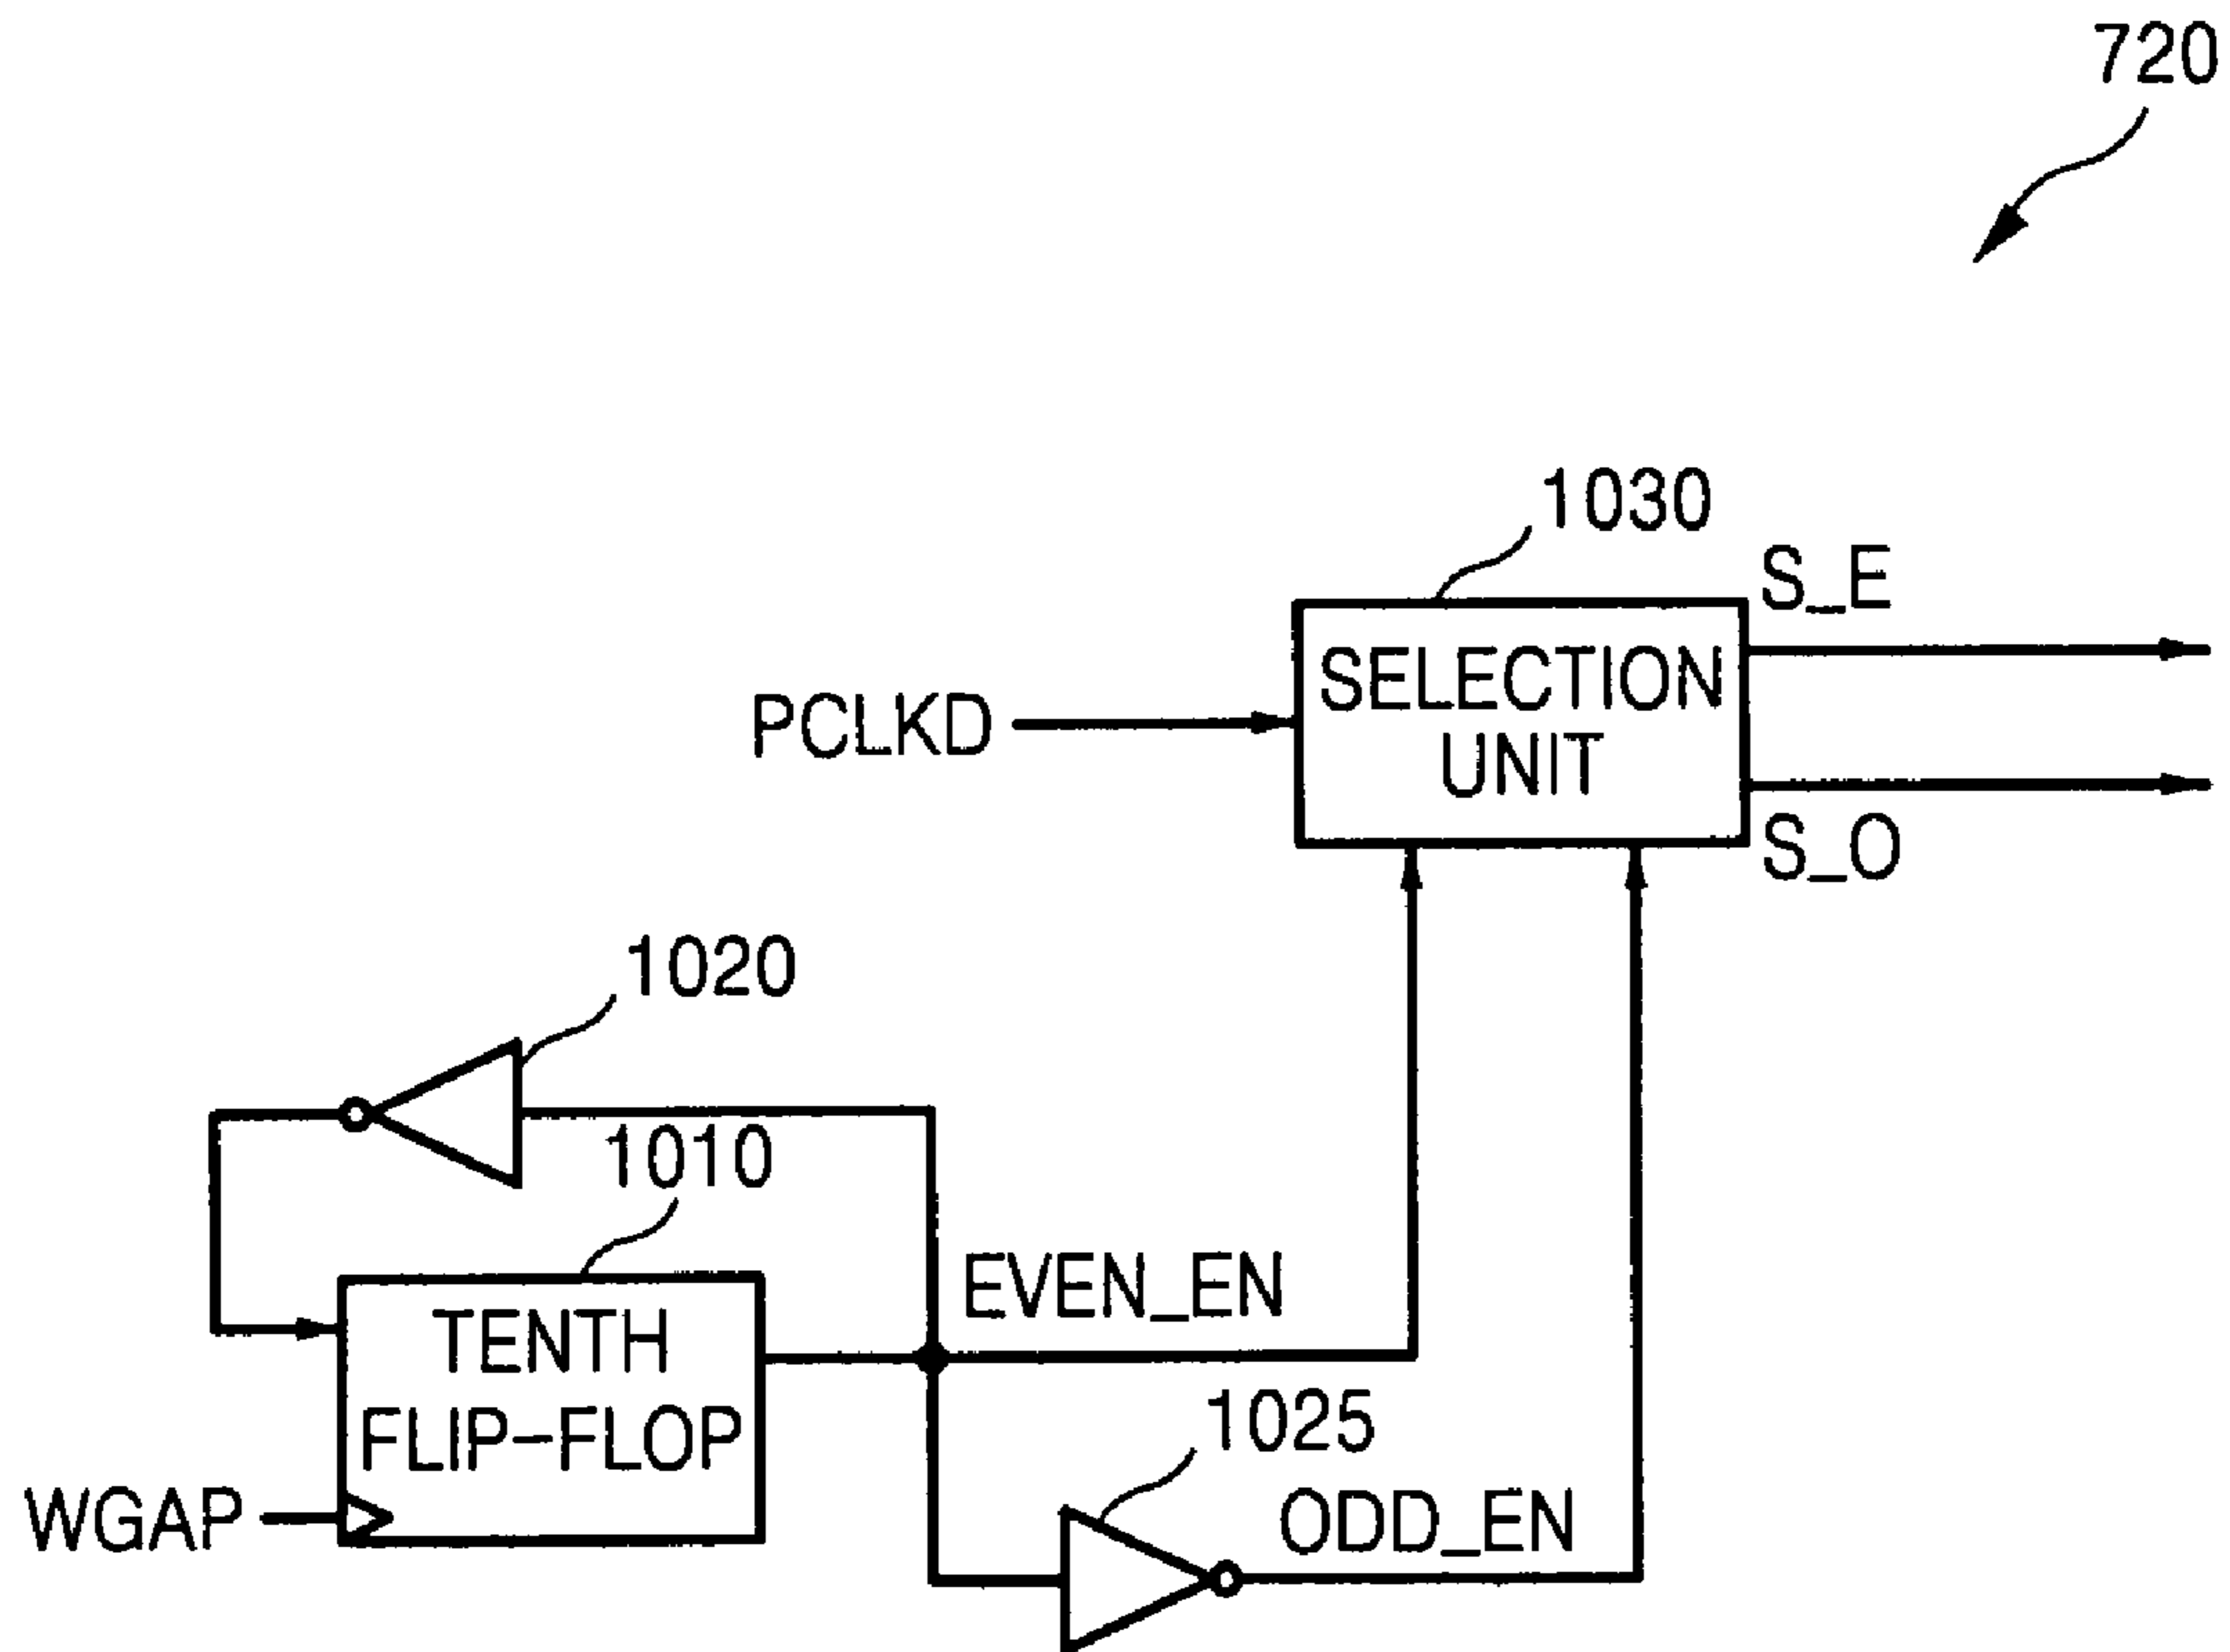 720
1030
S_E
SELECTION
UNIT
PCLKD
S_O
1020
1010
EVEN_EN
TENTH
FLIP-FLOP
1025
WGAP
ODD_EN